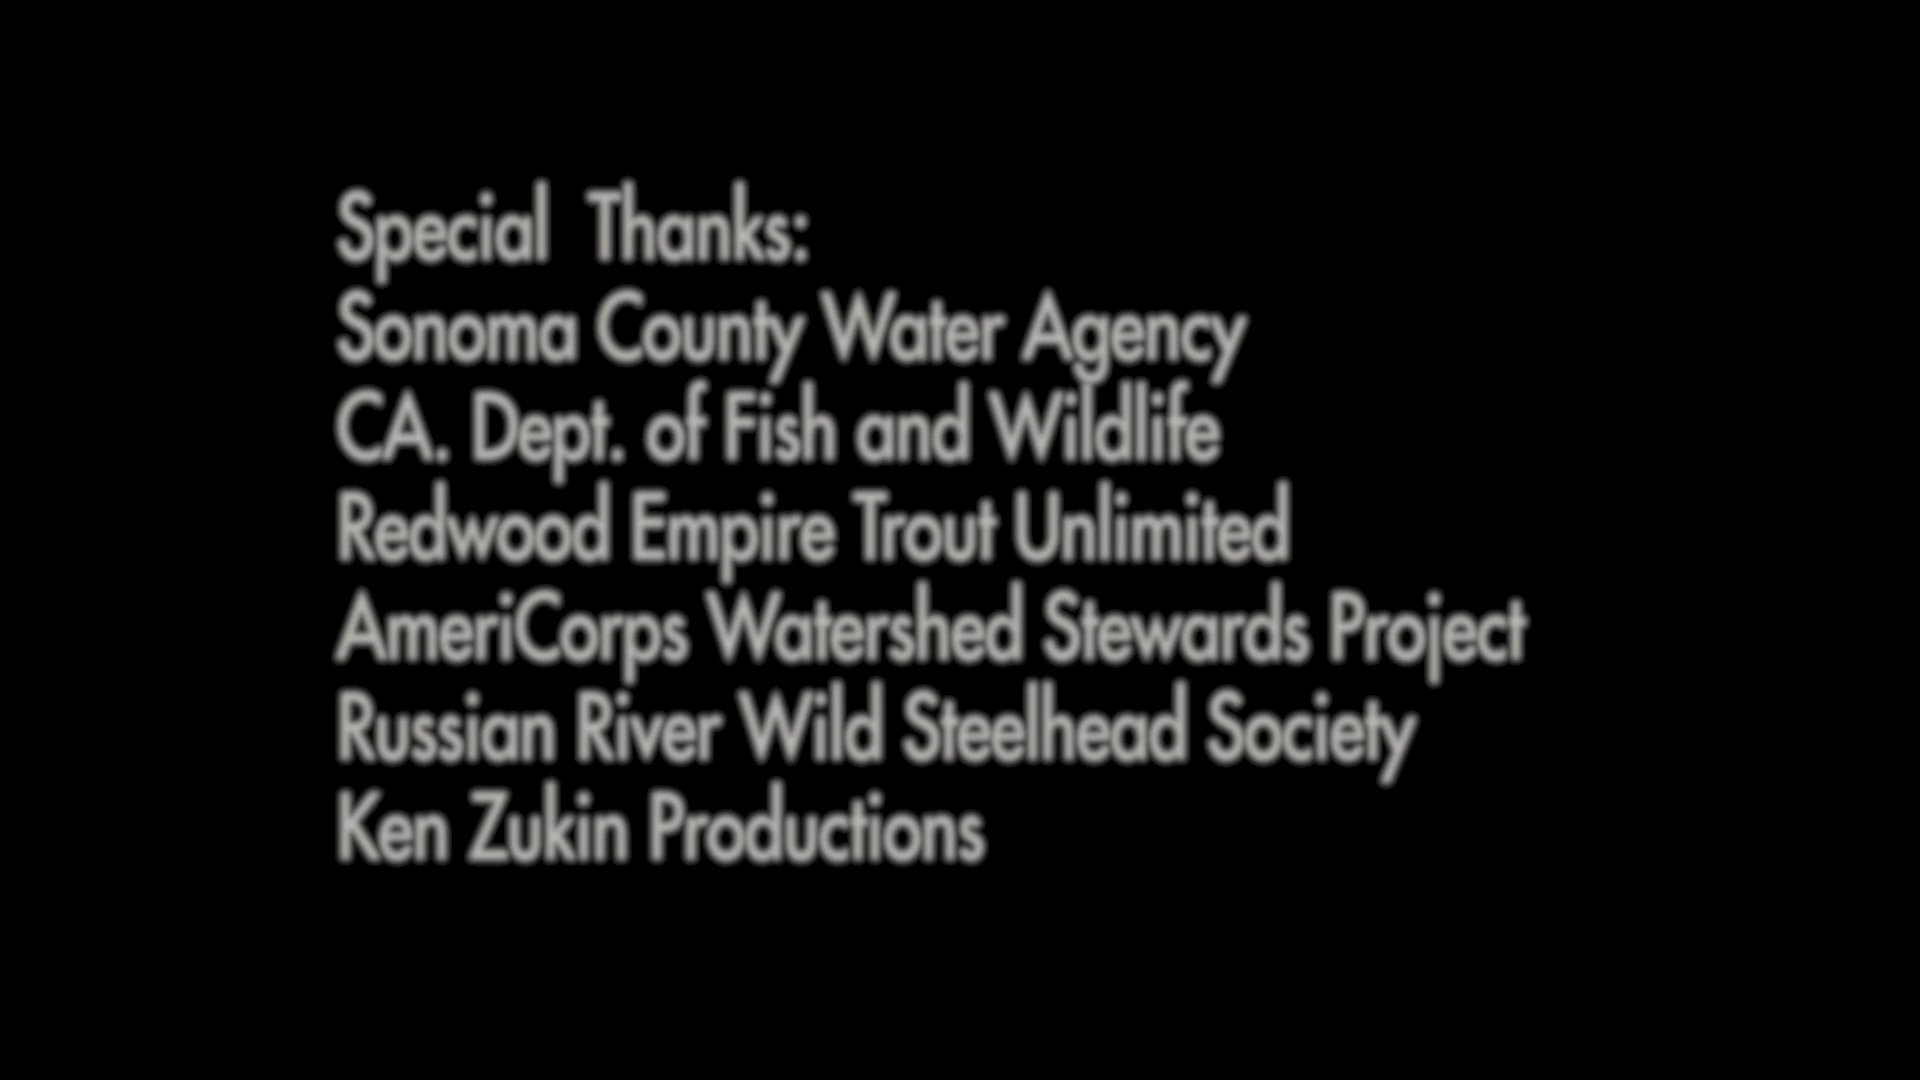 Special  Thanks:
Sonoma County Water Agency
CA. Dept. of Fish and Wildlife
Redwood Empire Trout Unlimited
AmeriCorps Watershed Stewards Project
Russian River Wild Steelhead Society
Ken Zukin Productions